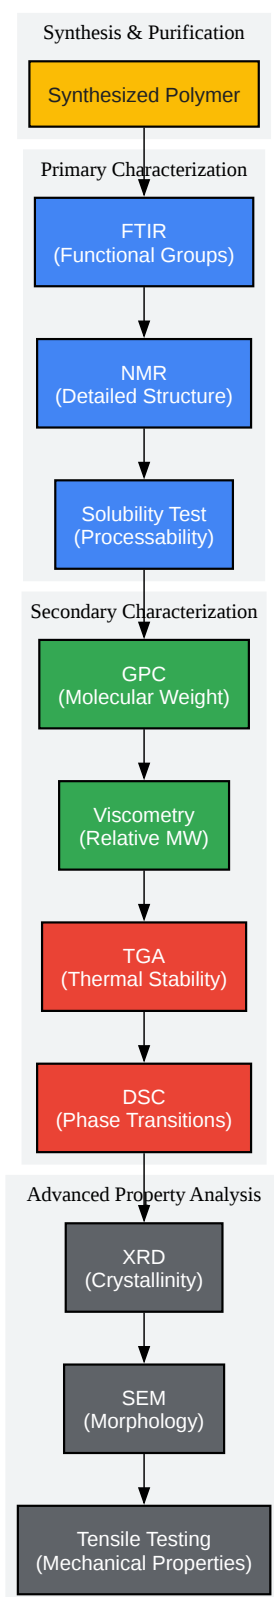 Synthesis & Purification
Synthesized Polymer
Primary Characterization
FTIR
(Functional Groups)
NMR
(Detailed Structure)
Solubility Test
(Processability)
Secondary Characterization
GPC
(Molecular Weight)
Viscometry
(Relative MW)
TGA
(Thermal Stability)
DSC
(Phase Transitions)
Advanced Property Analysis
XRD
(Crystallinity)
SEM
(Morphology)
Tensile Testing
(Mechanical Properties)